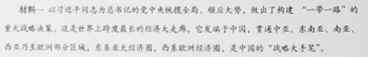 材料一 以习近平同志为总书记的党中央统揽全局、顺应大势，做出了构建“一带一路”的
重大战略决策。这是世界上跨度最长的经济大走廊，它发端于中国，贯通中亚、东南亚、南亚、
西亚乃至欧洲部分区域，东牵亚太经济圈，西系欧洲经济圈，是中国的“战略大手笔”。